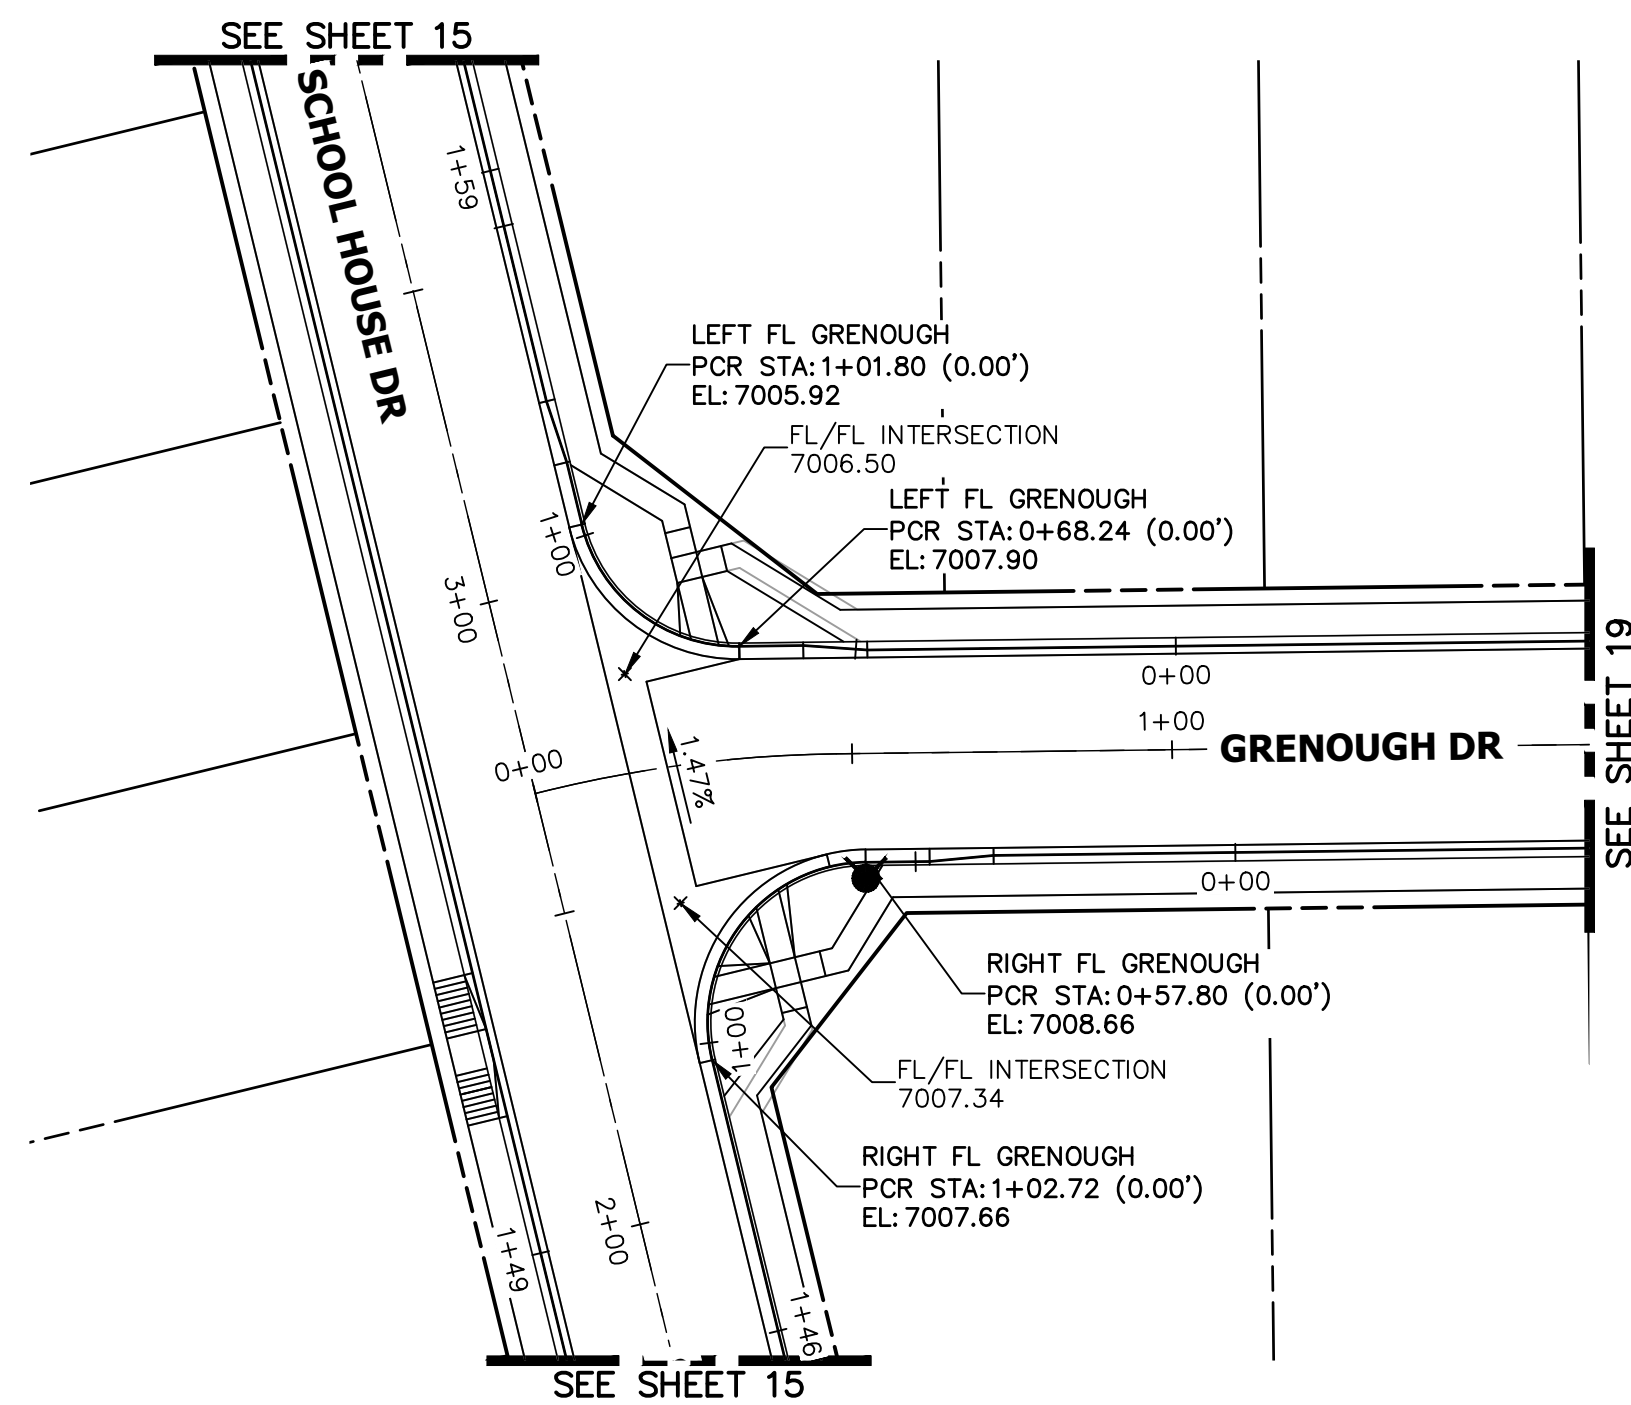 SEE SHEET 15
SCHOOL HOUSE DR
1+59
LEFT FL GRENOUGH
PCR STA: 1+01.80 (0.00')
EL: 7005.92
FL/FL INTERSECTION
7006.50
LEFT FL GRENOUGH
PCR STA: 0+68.24 (0.00')
EL: 7007.90
1+00
3+00
0+00
1+00
GRENOUGH DR
SEE SHEET 19
0+00
1.47%
0+00
RIGHT FL GRENOUGH
PCR STA: 0+57.80 (0.00')
EL: 7008.66
1+00
FL/FL INTERSECTION
7007.34
RIGHT FL GRENOUGH
PCR STA: 1+02.72 (0.00')
EL: 7007.66
2+00
1+49
1+46
SEE SHEET 15